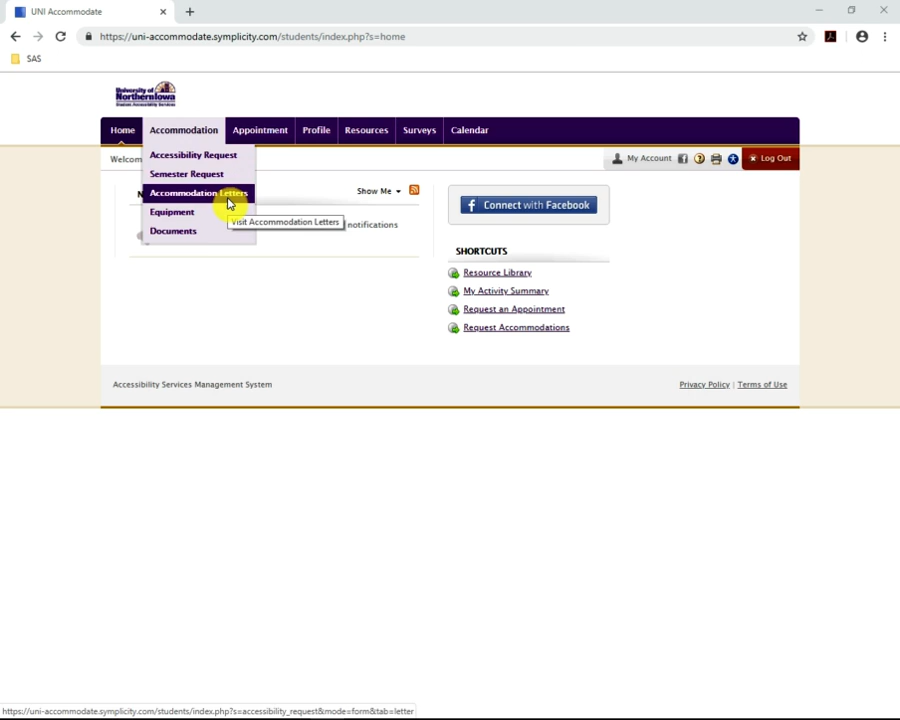 UNI Accommodate
https://uni-accommodate.symplicity.com/students/index.php?s=home
SAS
University of
Northern Iowa
Student Accessibility Services
Home Accommodation Appointment Profile Resources Surveys Calendar
Welcom
My Account
Log Out
Accessibility Request
Semester Request
Accommodation Letters
Equipment
Documents
Visit Accommodation Letters
N
Show Me
notifications
Connect with Facebook
SHORTCUTS
Resource Library
My Activity Summary
Request an Appointment
Request Accommodations
Accessibility Services Management System
Privacy Policy | Terms of Use
https://uni-accommodate.symplicity.com/students/index.php?s=accessibility_request&mode=form&tab=letter